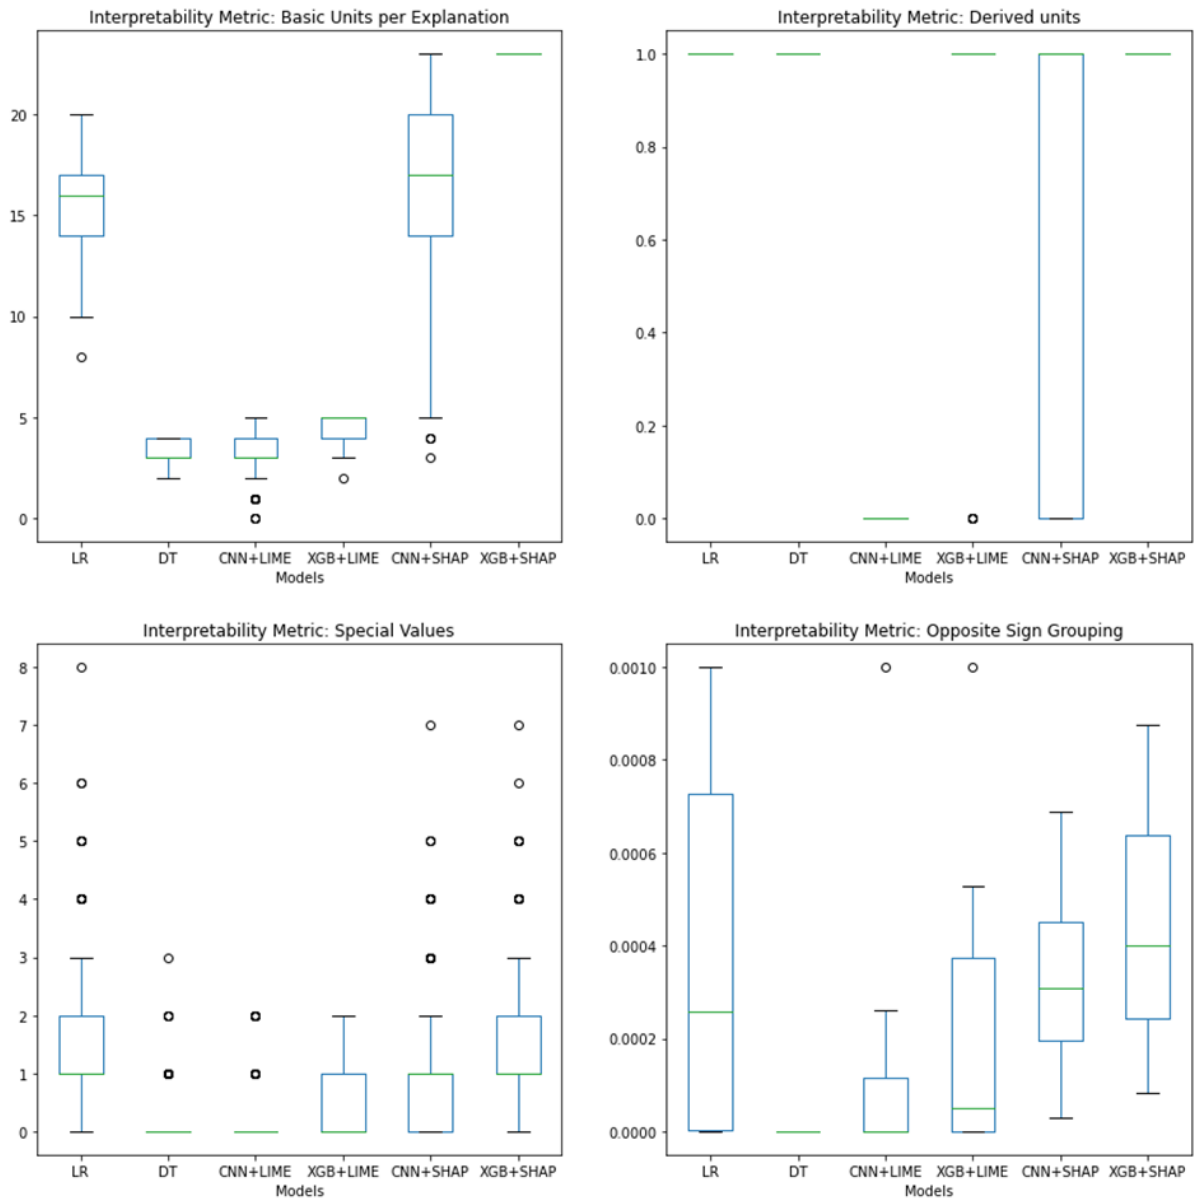 Interpretability Metric: Basic Units per Explanation
20
15
10
5
0
LR DT CNN+LIME XGB+LIME CNN+SHAP XGB+SHAP
Models
Interpretability Metric: Derived units
1.0
0.8
0.6
0.4
0.2
0.0
LR DT CNN+LIME XGB+LIME CNN+SHAP XGB+SHAP
Models
Interpretability Metric: Special Values
8
7
6
5
4
3
2
1
0
LR DT CNN+LIME XGB+LIME CNN+SHAP XGB+SHAP
Models
Interpretability Metric: Opposite Sign Grouping
0.0010
0.0008
0.0006
0.0004
0.0002
0.0000
LR DT CNN+LIME XGB+LIME CNN+SHAP XGB+SHAP
Models